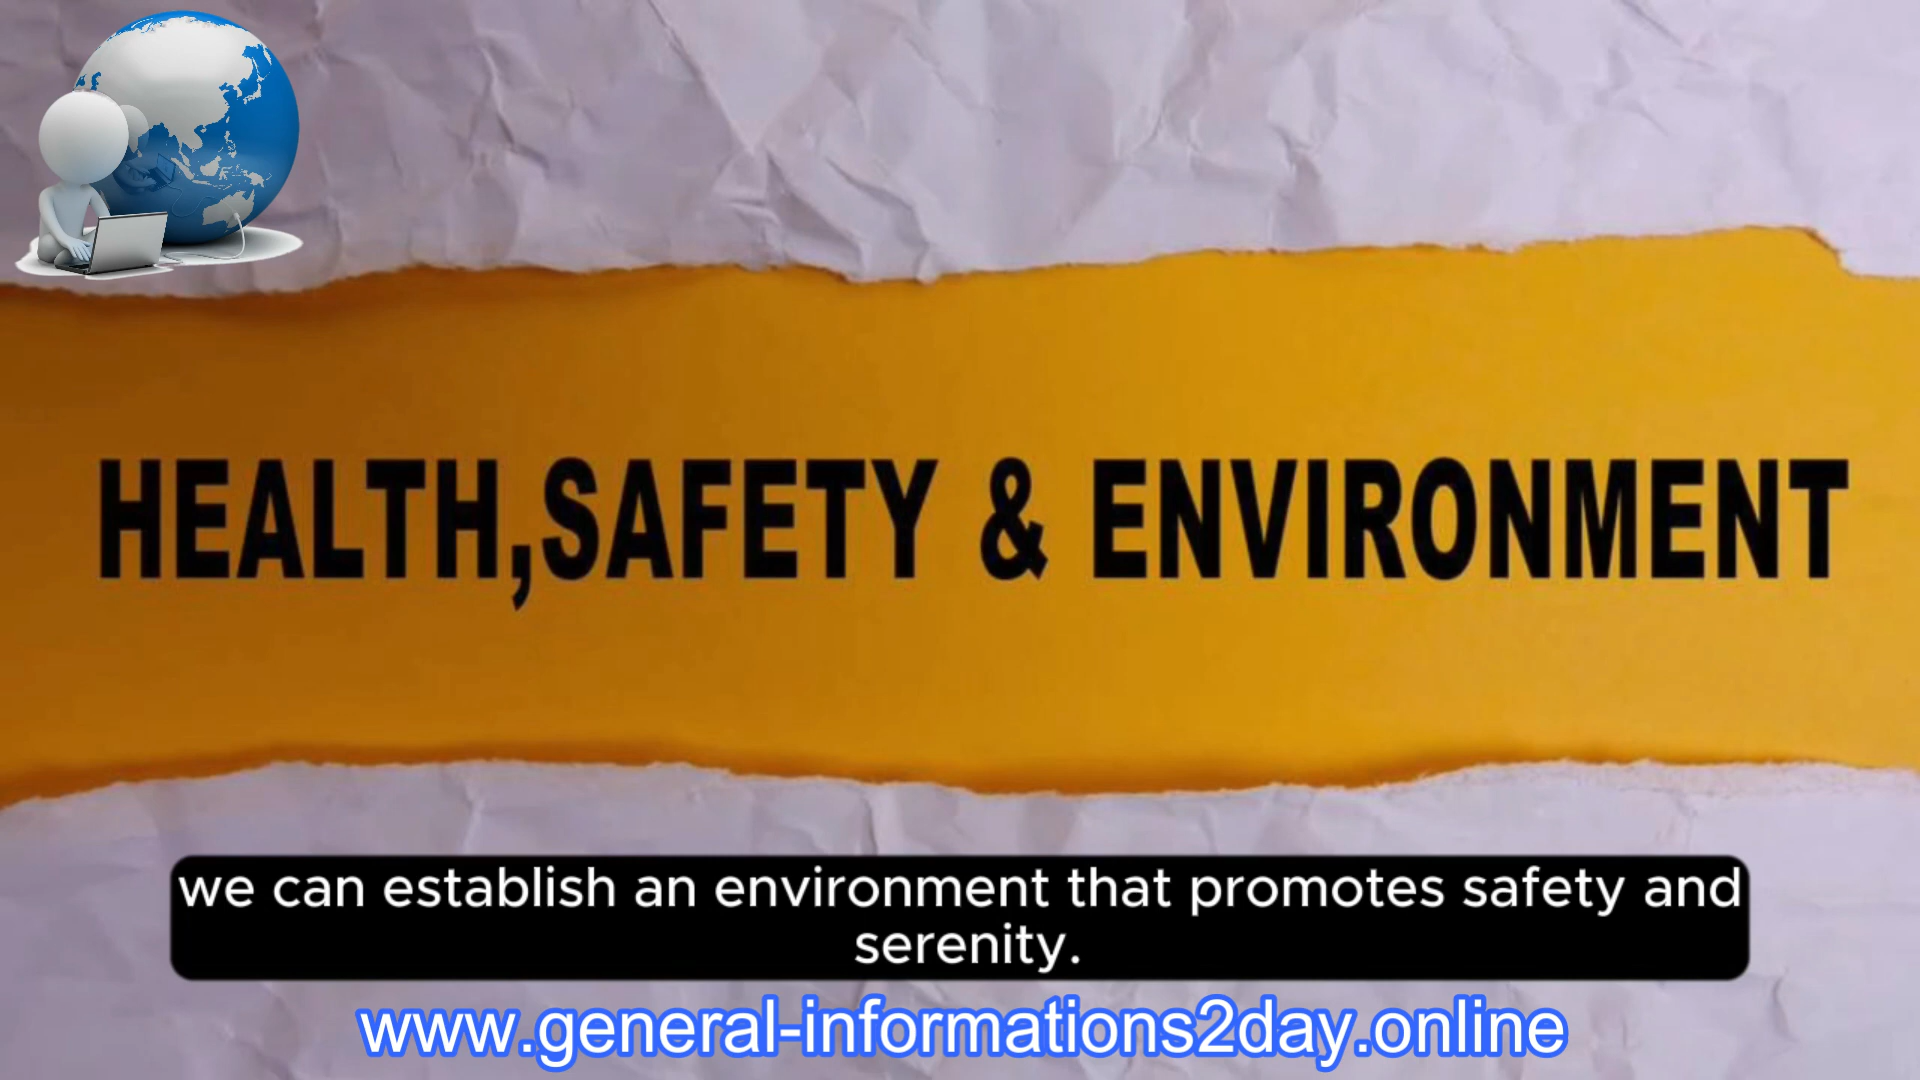 HEALTH,SAFETY & ENVIRONMENT
we can establish an environment that promotes safety and
serenity.
www.general-informations2day.online